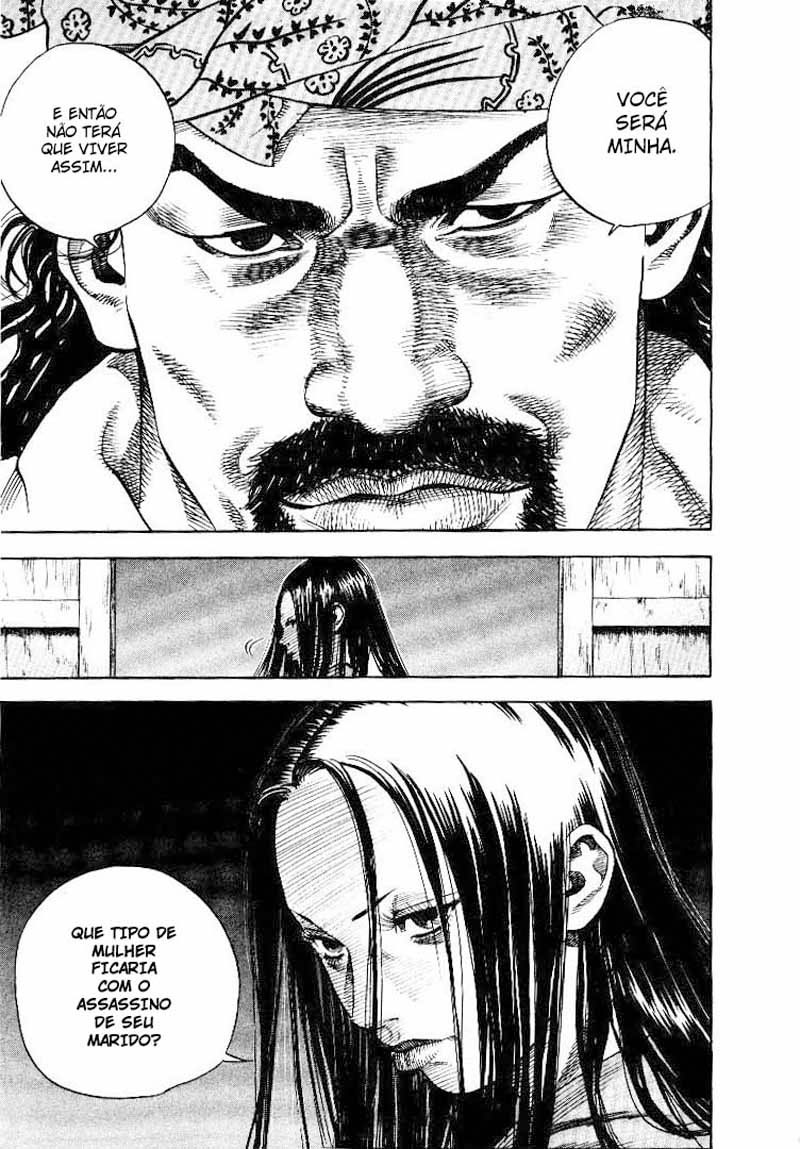 VOCÊ
SERÁ
MINHA.
E ENTÃO
NÃO TERÁ
QUE VIVER
ASSIM...
QUE TIPO DE
MULHER
FICARIA
COM O
ASSASSINO
DE SEU
MARIDO?